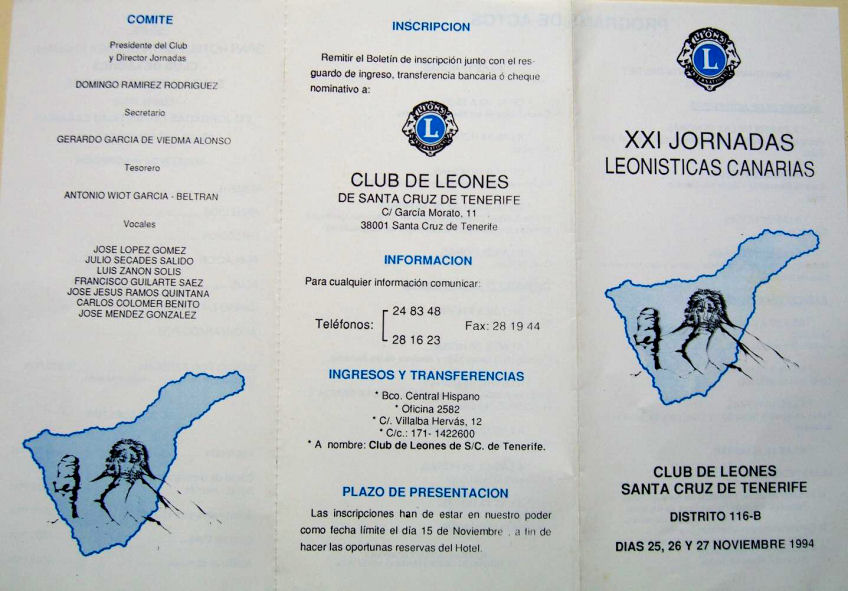 COMITE
Presidente del Club
y Director Jornadas
DOMINGO RAMIREZ RODRIGUEZ
Secretario
GERARDO GARCIA DE VIEDMA ALONSO
Tesorero
ANTONIO WIOT GARCIA - BELTRAN
Vocales
JOSE LOPEZ GOMEZ
JULIO SECADES SALIDO
LUIS ZANON SOLIS
FRANCISCO GUILARTE SAEZ
JOSE JESUS RAMOS QUINTANA
CARLOS COLOMER BENITO
JOSE MENDEZ GONZALEZ
INSCRIPCION
Remitir el Boletín de inscripción junto con el res-
guardo de ingreso, transferencia bancaria ó cheque
nominativo a:
LIONS
L
INTERNATIONAL
CLUB DE LEONES
DE SANTA CRUZ DE TENERIFE
C/ García Morato, 11
38001 Santa Cruz de Tenerife
INFORMACION
Para cualquier información comunicar:
Teléfonos: 24 83 48
28 16 23
Fax: 28 19 44
INGRESOS Y TRANSFERENCIAS
* Bco. Central Hispano
* Oficina 2582
* C/. Villalba Hervás, 12
* C/c.: 171- 1422600
* A nombre: Club de Leones de S/C. de Tenerife.
PLAZO DE PRESENTACION
Las inscripciones han de estar en nuestro poder
como fecha límite el día 15 de Noviembre , a fin de
hacer las oportunas reservas del Hotel.
LIONS
L
INTERNATIONAL
XXI JORNADAS
LEONISTICAS CANARIAS
CLUB DE LEONES
SANTA CRUZ DE TENERIFE
DISTRITO 116-B
DIAS 25, 26 Y 27 NOVIEMBRE 1994